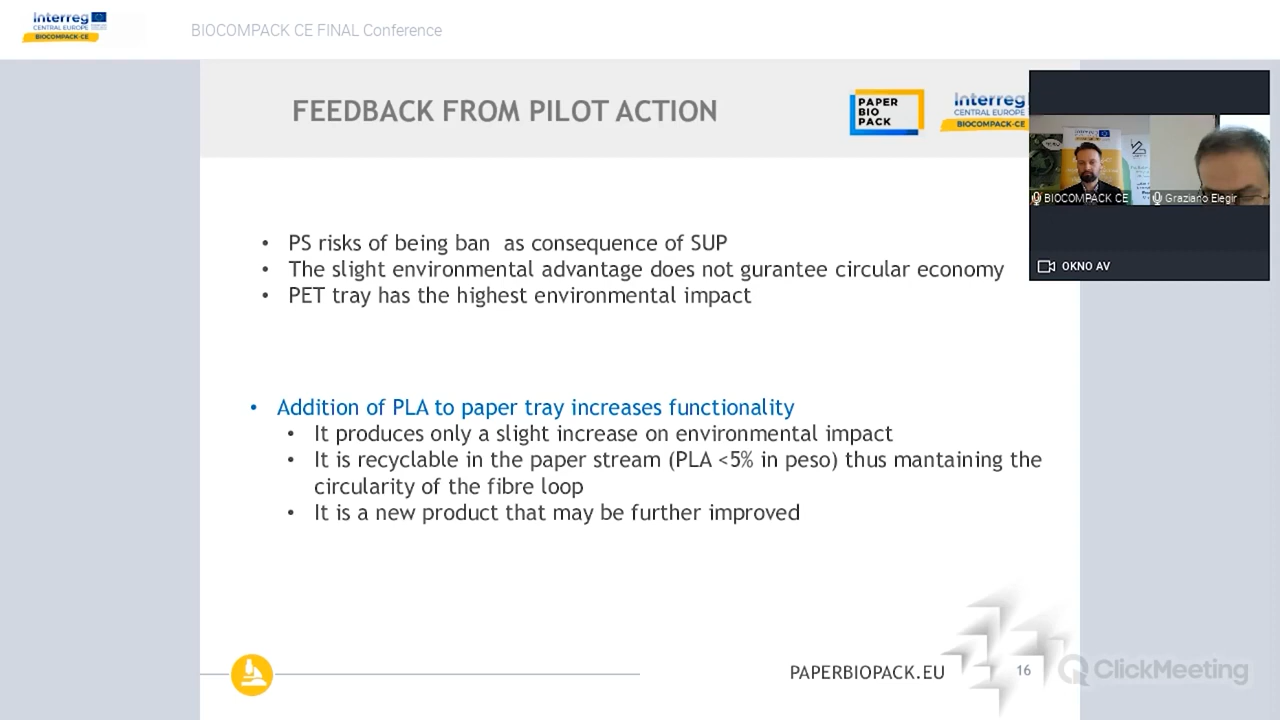 Interreg
CENTRAL EUROPE
BIOCOMPACK-CE
BIOCOMPACK CE FINAL Conference
FEEDBACK FROM PILOT ACTION
PAPER
BIO
PACK
Interreg
CENTRAL EUROPE
BIOCOMPACK-CE
BIOCOMPACK CE
Graziano Elegir
OKNO AV
• PS risks of being ban as consequence of SUP
• The slight environmental advantage does not gurantee circular economy
• PET tray has the highest environmental impact
• Addition of PLA to paper tray increases functionality
• It produces only a slight increase on environmental impact
• It is recyclable in the paper stream (PLA <5% in peso) thus mantaining the
circularity of the fibre loop
• It is a new product that may be further improved
PAPERBIOPACK.EU
16
ClickMeeting